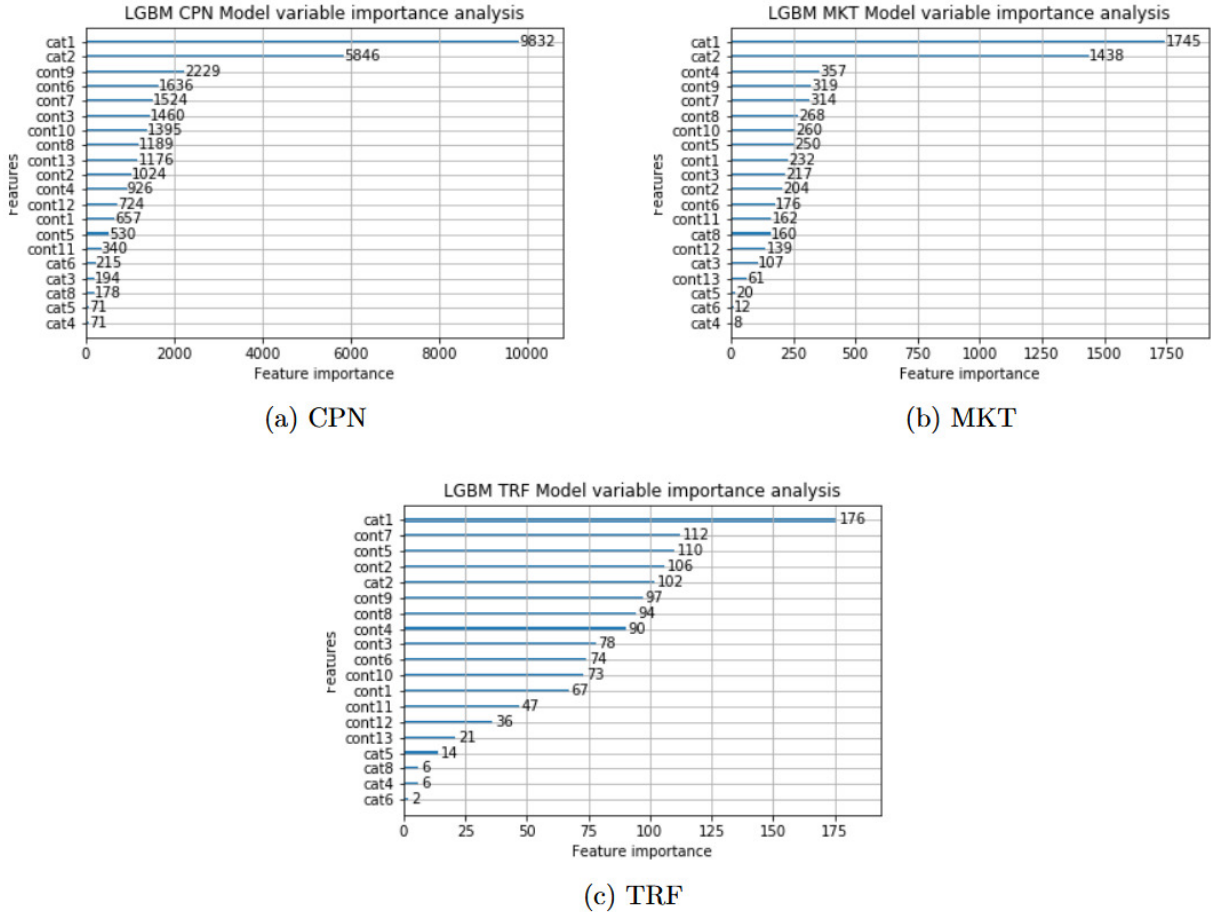 LGBM CPN Model variable importance analysis
cat1 9832
cat2 5846
cont9 2229
cont6 1636
cont7 1524
cont3 1460
cont10 1395
cont8 1189
cont13 1176
cont2 1024
cont4 926
cont12 724
cont1 657
cont5 530
cont11 340
cat6 215
cat3 194
cat8 178
cat5 71
cat4 71
Features
0 2000 4000 6000 8000 10000
Feature importance
(a) CPN
LGBM MKT Model variable importance analysis
cat1 1745
cat2 1438
cont4 357
cont9 319
cont7 314
cont8 268
cont10 260
cont5 250
cont1 232
cont3 217
cont2 204
cont6 176
cont11 162
cat8 160
cont12 139
cat3 107
cont13 61
cat5 20
cat6 12
cat4 8
Features
0 250 500 750 1000 1250 1500 1750
Feature importance
(b) MKT
LGBM TRF Model variable importance analysis
cat1 176
cont7 112
cont5 110
cont2 106
cat2 102
cont9 97
cont8 94
cont4 90
cont3 78
cont6 74
cont10 73
cont1 67
cont11 47
cont12 36
cont13 21
cat5 14
cat8 6
cat4 6
cat6 2
Features
0 25 50 75 100 125 150 175
Feature importance
(c) TRF